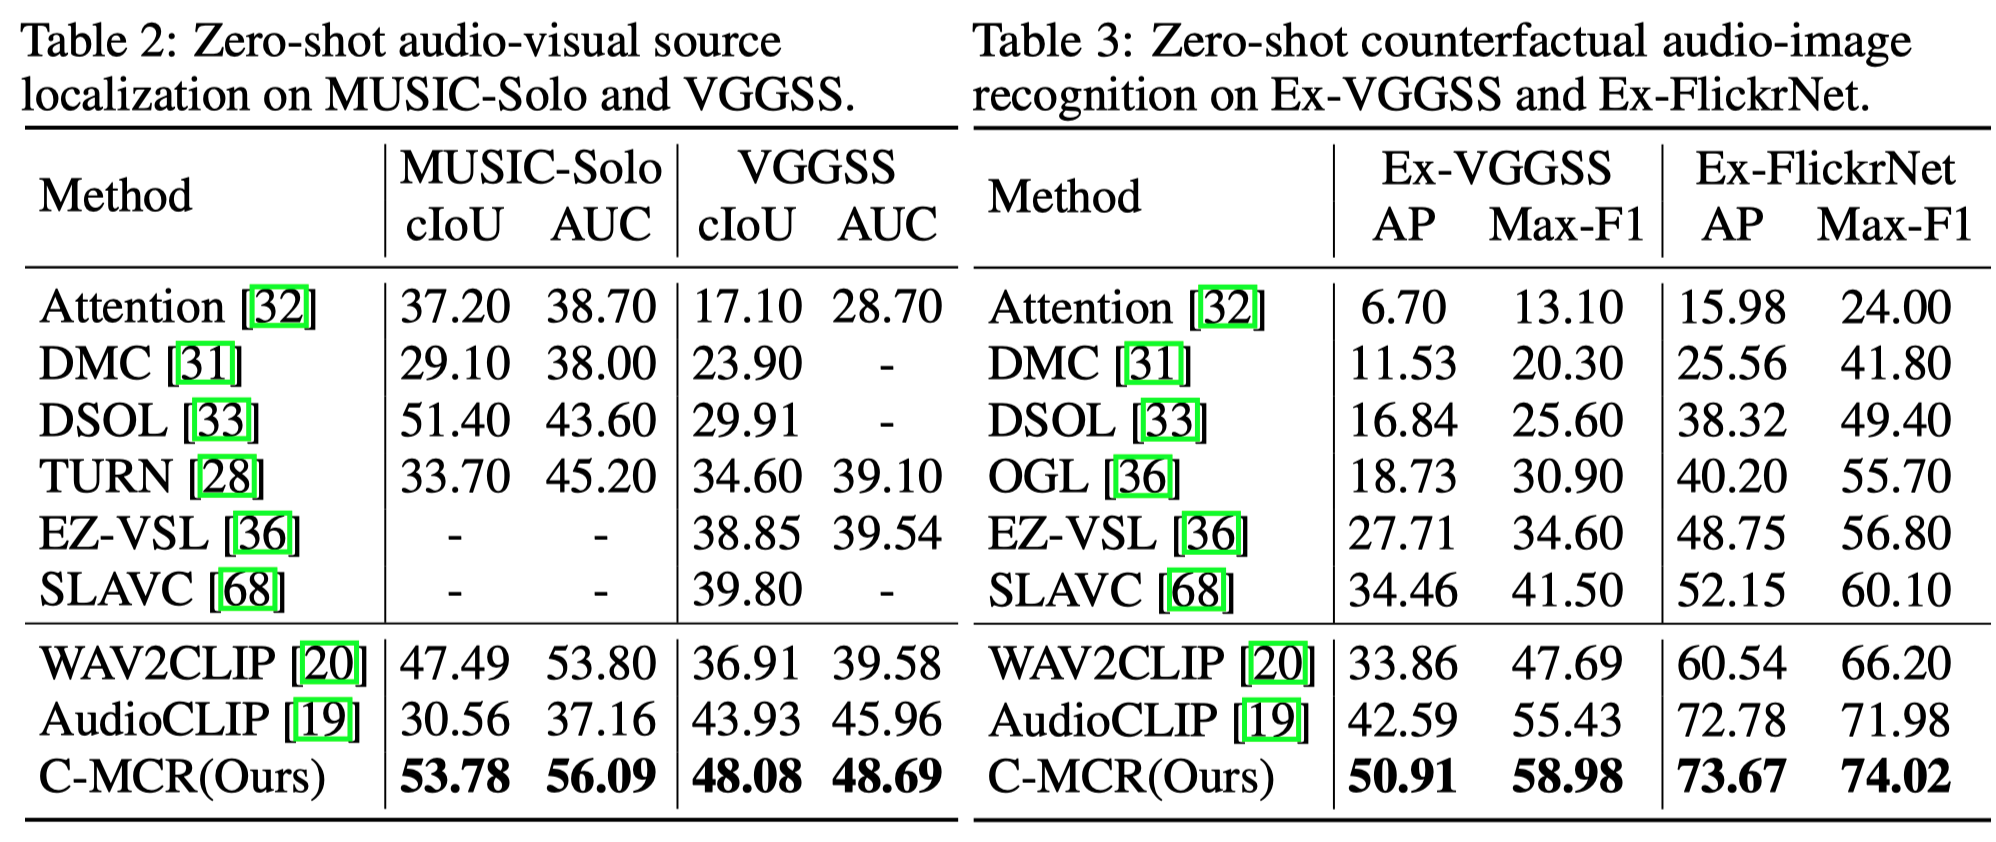 Table 2: Zero-shot audio-visual source
localization on MUSIC-Solo and VGGSS.
Method MUSIC-Solo VGGSS
cIoU AUC cIoU AUC
Attention [32] 37.20 38.70 17.10 28.70
DMC [31] 29.10 38.00 23.90 -
DSOL [33] 51.40 43.60 29.91 -
TURN [28] 33.70 45.20 34.60 39.10
EZ-VSL [36] - - 38.85 39.54
SLAVC [68] - - 39.80 -
WAV2CLIP [20] 47.49 53.80 36.91 39.58
AudioCLIP [19] 30.56 37.16 43.93 45.96
C-MCR(Ours) 53.78 56.09 48.08 48.69
Table 3: Zero-shot counterfactual audio-image
recognition on Ex-VGGSS and Ex-FlickrNet.
Method Ex-VGGSS Ex-FlickrNet
AP Max-F1 AP Max-F1
Attention [32] 6.70 13.10 15.98 24.00
DMC [31] 11.53 20.30 25.56 41.80
DSOL [33] 16.84 25.60 38.32 49.40
OGL [36] 18.73 30.90 40.20 55.70
EZ-VSL [36] 27.71 34.60 48.75 56.80
SLAVC [68] 34.46 41.50 52.15 60.10
WAV2CLIP [20] 33.86 47.69 60.54 66.20
AudioCLIP [19] 42.59 55.43 72.78 71.98
C-MCR(Ours) 50.91 58.98 73.67 74.02